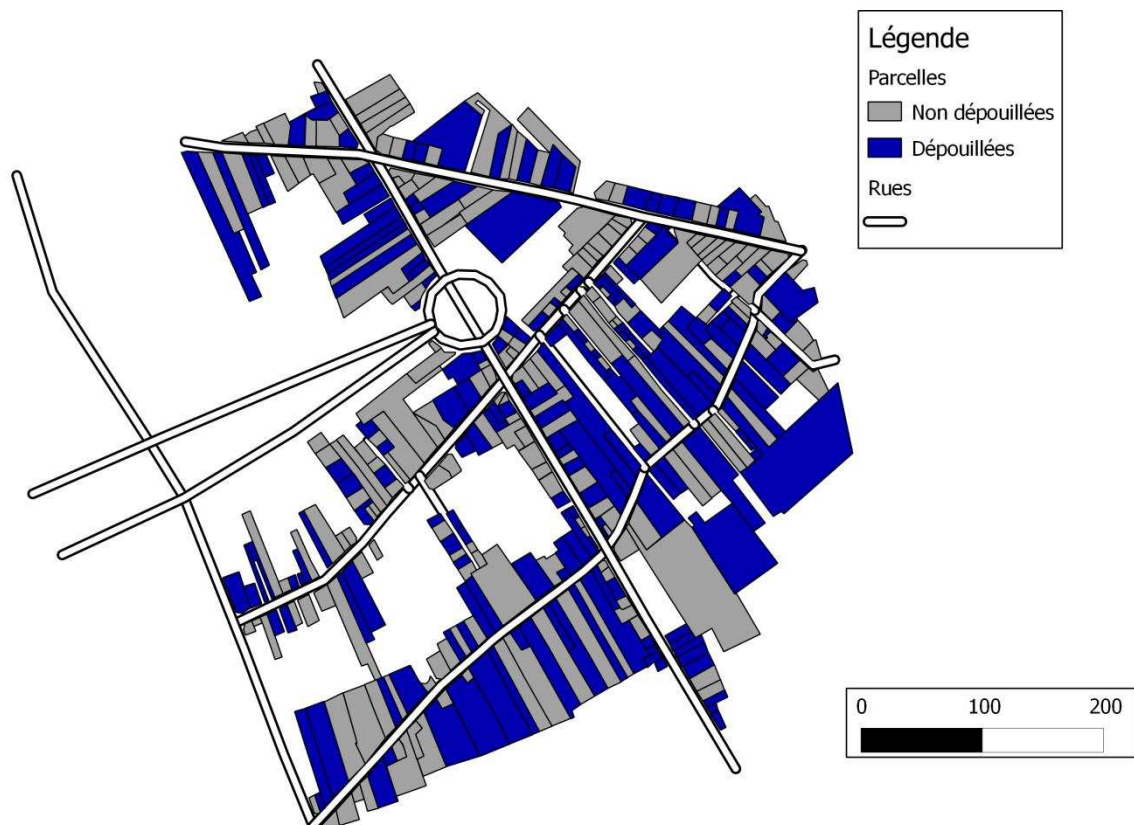 Légende
Parcelles
Non dépouillées
Dépouillées
Rues
0 100 200